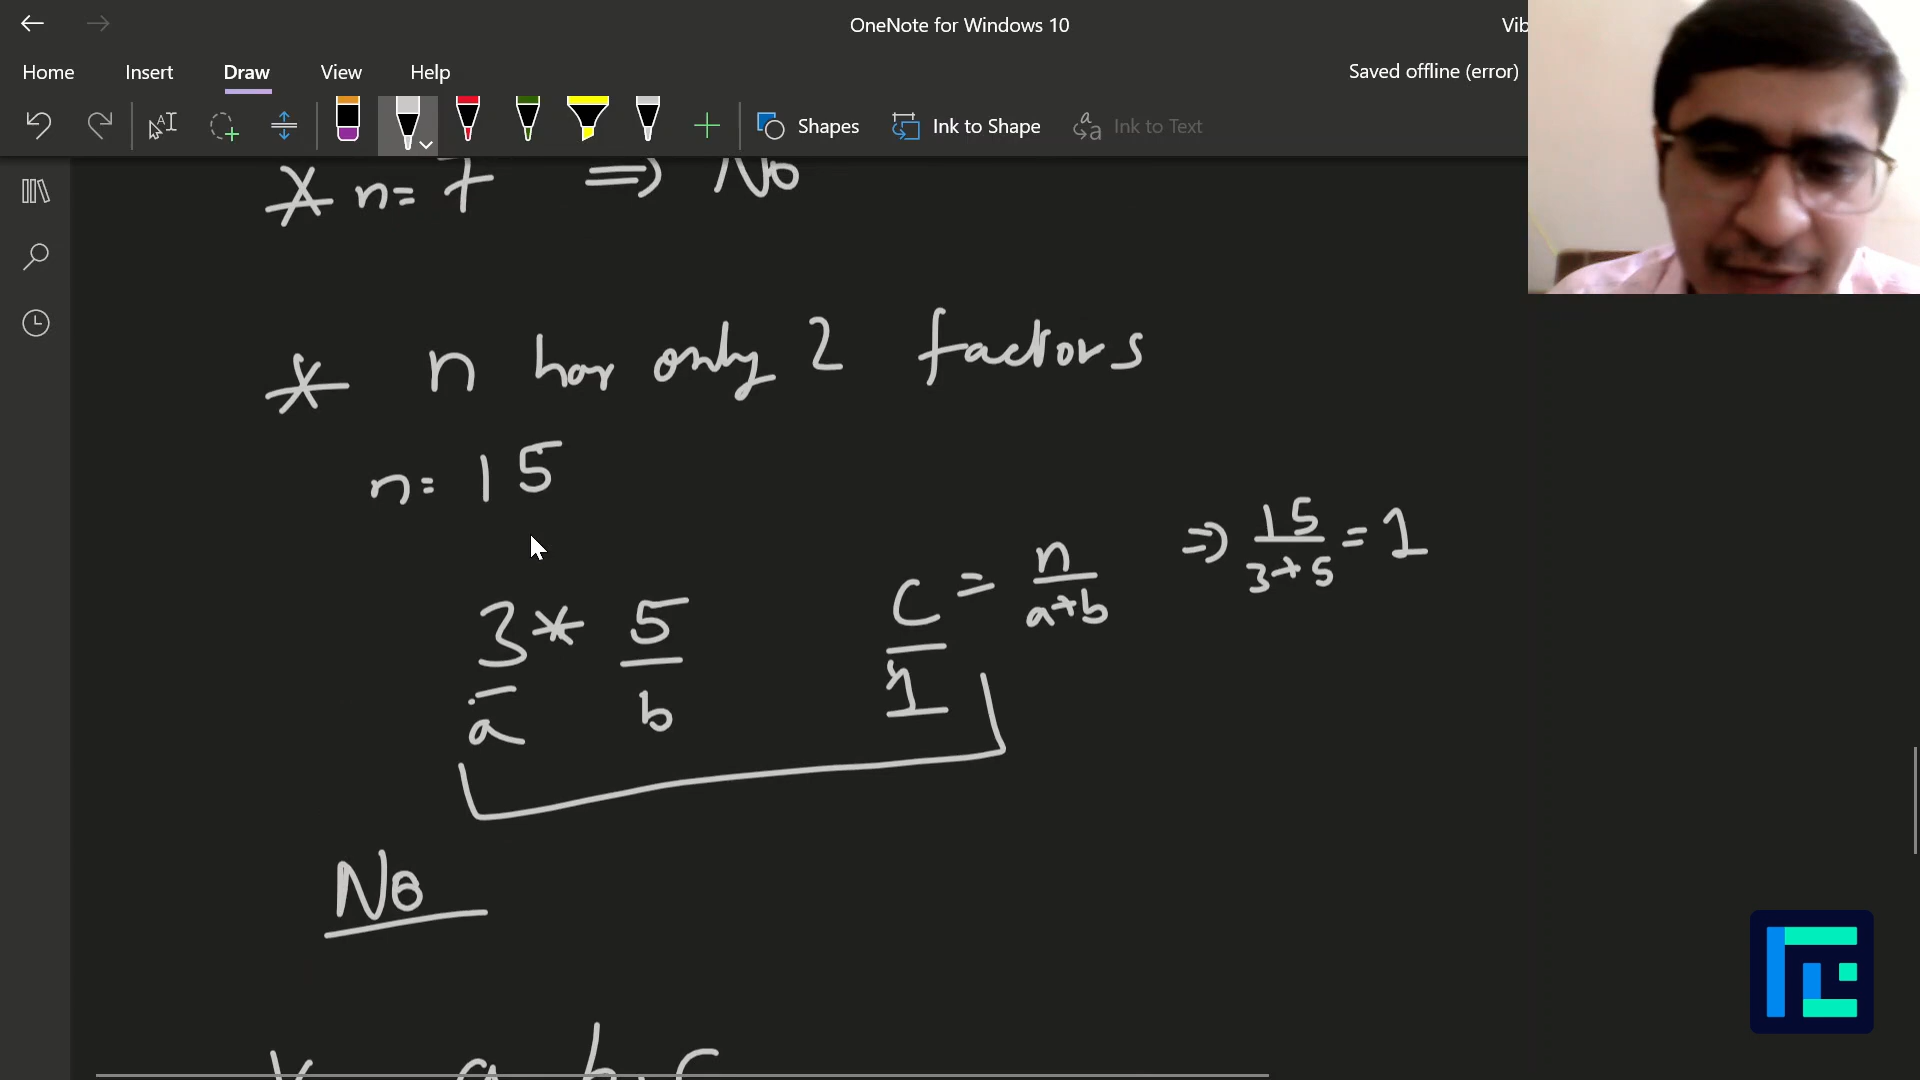 OneNote for Windows 10
Vib
Home Insert Draw View Help
Saved offline (error)
Shapes Ink to Shape Ink to Text
* n= 7 => No
* n has only 2 factors
n= 15
3 * 5
a b
c = n / a*b => 15 / 3*5 = 1
1
No
a b c